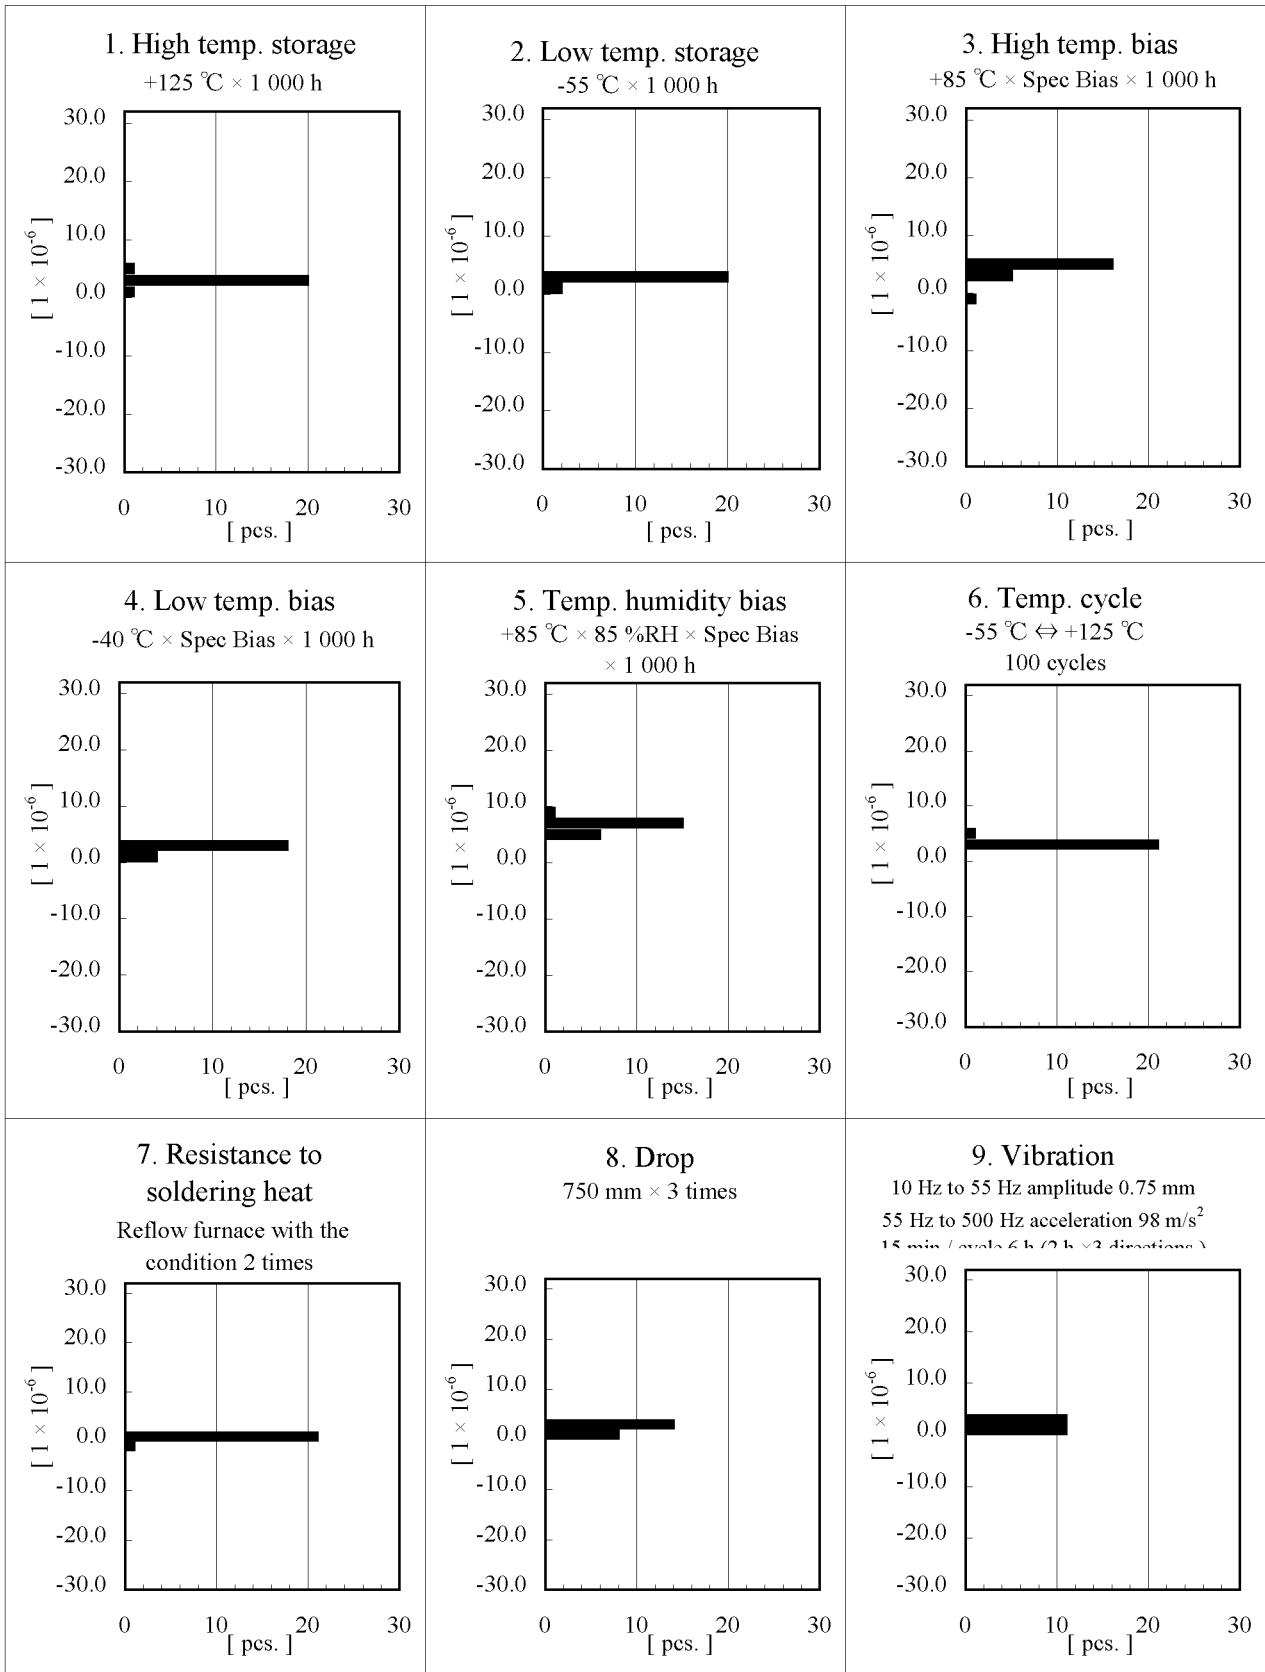 1. High temp. storage
+125 ℃ × 1 000 h
30.0
20.0
10.0
0.0
-10.0
-20.0
-30.0
[ 1 × 10⁻⁶ ]
0 10 20 30
[ pcs. ]
2. Low temp. storage
-55 ℃ × 1 000 h
30.0
20.0
10.0
0.0
-10.0
-20.0
-30.0
[ 1 × 10⁻⁶ ]
0 10 20 30
[ pcs. ]
3. High temp. bias
+85 ℃ × Spec Bias × 1 000 h
30.0
20.0
10.0
0.0
-10.0
-20.0
-30.0
[ 1 × 10⁻⁶ ]
0 10 20 30
[ pcs. ]
4. Low temp. bias
-40 ℃ × Spec Bias × 1 000 h
30.0
20.0
10.0
0.0
-10.0
-20.0
-30.0
[ 1 × 10⁻⁶ ]
0 10 20 30
[ pcs. ]
5. Temp. humidity bias
+85 ℃ × 85 %RH × Spec Bias
× 1 000 h
30.0
20.0
10.0
0.0
-10.0
-20.0
-30.0
[ 1 × 10⁻⁶ ]
0 10 20 30
[ pcs. ]
6. Temp. cycle
-55 ℃ ⇔ +125 ℃
100 cycles
30.0
20.0
10.0
0.0
-10.0
-20.0
-30.0
[ 1 × 10⁻⁶ ]
0 10 20 30
[ pcs. ]
7. Resistance to
soldering heat
Reflow furnace with the
condition 2 times
30.0
20.0
10.0
0.0
-10.0
-20.0
-30.0
[ 1 × 10⁻⁶ ]
0 10 20 30
[ pcs. ]
8. Drop
750 mm × 3 times
30.0
20.0
10.0
0.0
-10.0
-20.0
-30.0
[ 1 × 10⁻⁶ ]
0 10 20 30
[ pcs. ]
9. Vibration
10 Hz to 55 Hz amplitude 0.75 mm
55 Hz to 500 Hz acceleration 98 m/s²
15 min / cycle 6 h (2 h ×3 directions )
30.0
20.0
10.0
0.0
-10.0
-20.0
-30.0
[ 1 × 10⁻⁶ ]
0 10 20 30
[ pcs. ]